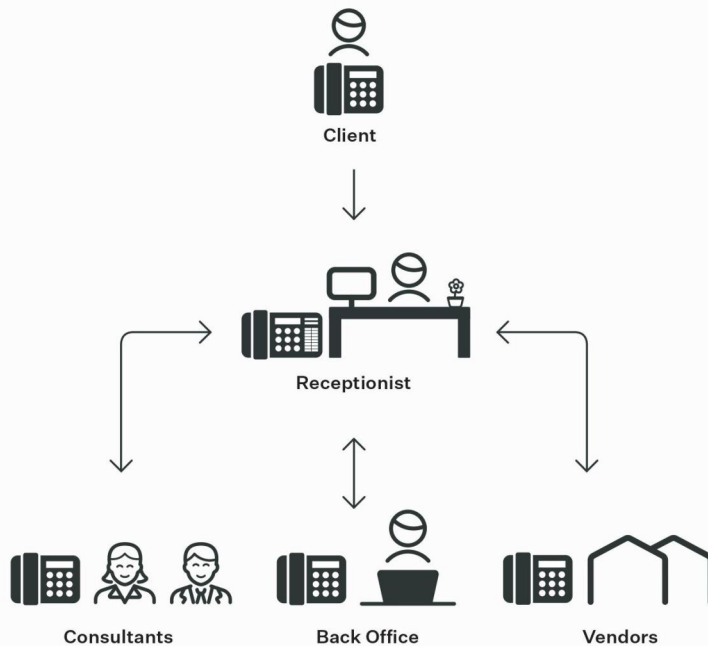 Client
Receptionist
Consultants
Back Office
Vendors